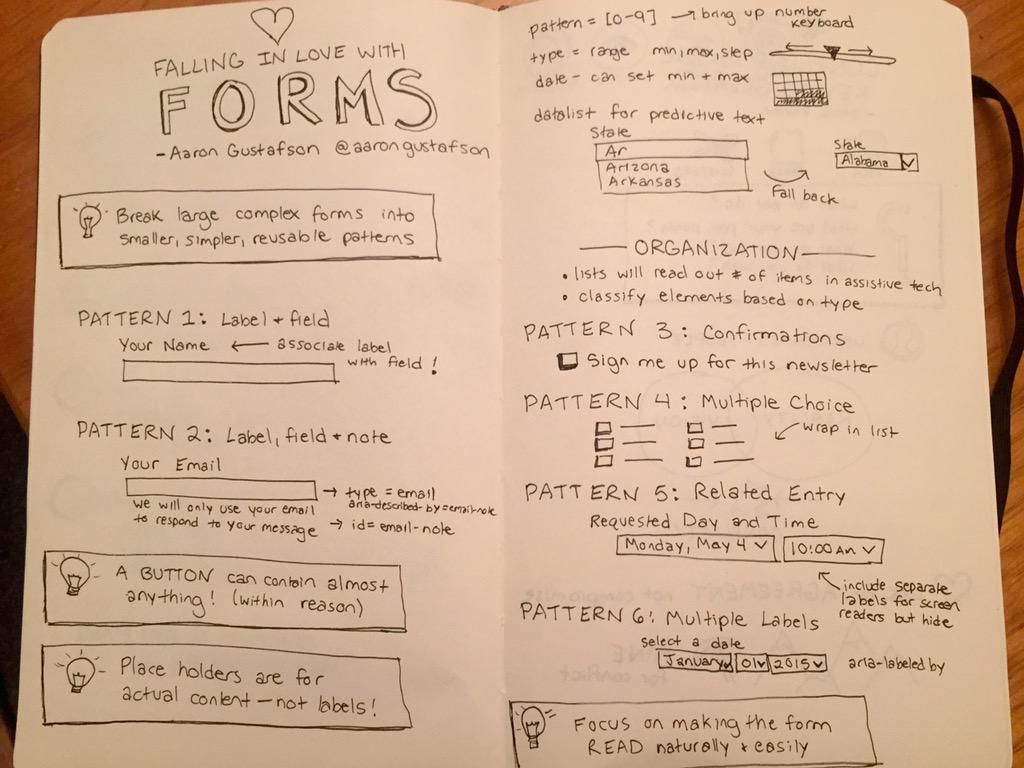 FALLING IN LOVE WITH
FORMS
- Aaron Gustafson @aarongustafson
Break large complex forms into
smaller, simpler, reusable patterns
PATTERN 1: Label + field
Your Name ← associate label
with field!
PATTERN 2: Label, field + note
Your Email
→ type = email
aria-described-by=email-note
we will only use your email
to respond to your message → id= email-note
A BUTTON can contain almost
anything! (within reason)
Place holders are for
actual content - not labels!
pattern = [0-9] → bring up number
keyboard
type = range min, max, step
date - can set min + max
datalist for predictive text
State
Ar
Arizona
Arkansas
Fall back
State
Alabama
ORGANIZATION
• lists will read out # of items in assistive tech
• classify elements based on type
PATTERN 3: Confirmations
Sign me up for this newsletter
PATTERN 4: Multiple Choice
wrap in list
PATTERN 5: Related Entry
Requested Day and Time
Monday, May 4 10:00 AM
include separate
labels for screen
readers but hide
PATTERN 6: Multiple Labels
select a date
January 01 2015 aria-labeled by
FOCUS on making the form
READ naturally + easily